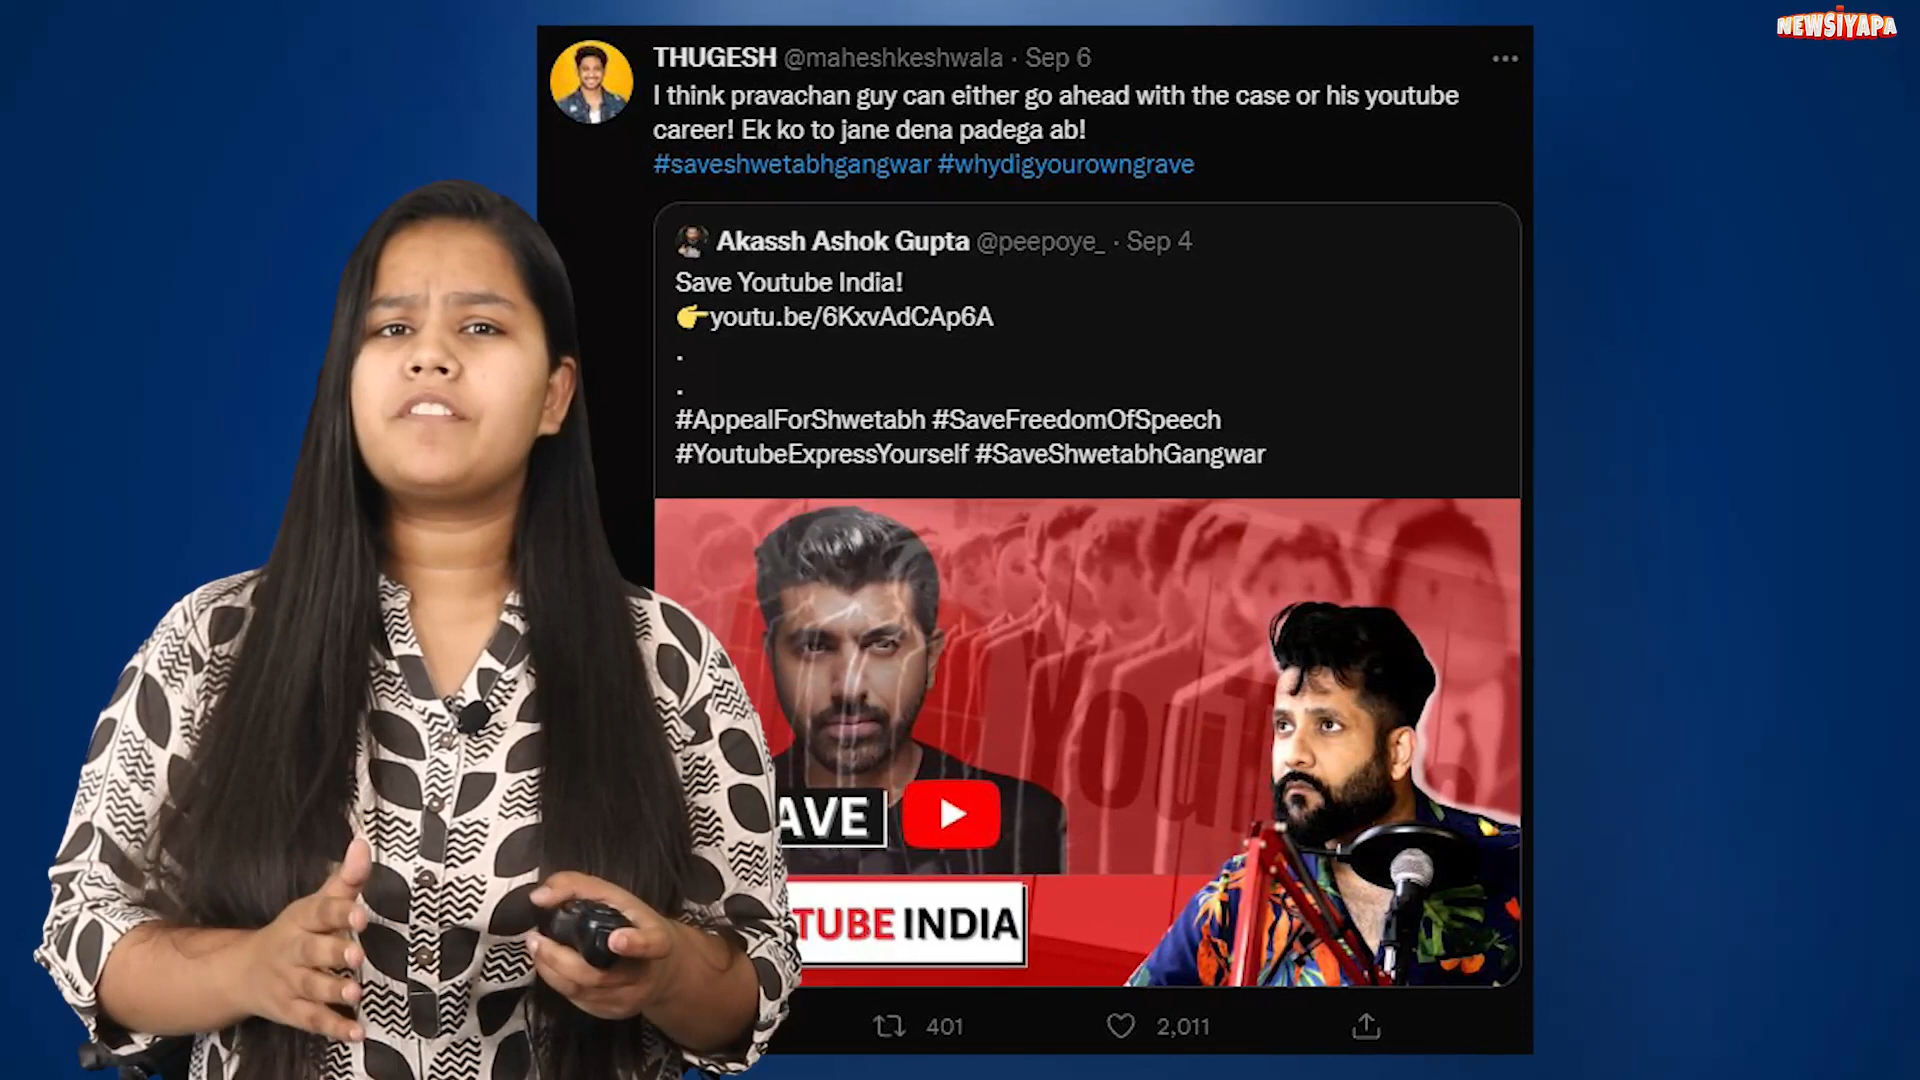 NEWSIYAPA
THUGESH @maheshkeshwala · Sep 6
I think pravachan guy can either go ahead with the case or his youtube
career! Ek ko to jane dena padega ab!
#saveshwetabhgangwar #whydigyourowngrave
Akassh Ashok Gupta @peepoye_ · Sep 4
Save Youtube India!
👉youtu.be/6KxvAdCAp6A
.
.
#AppealForShwetabh #SaveFreedomOfSpeech
#YoutubeExpressYourself #SaveShwetabhGangwar
You
AVE
TUBE INDIA
401 2,011